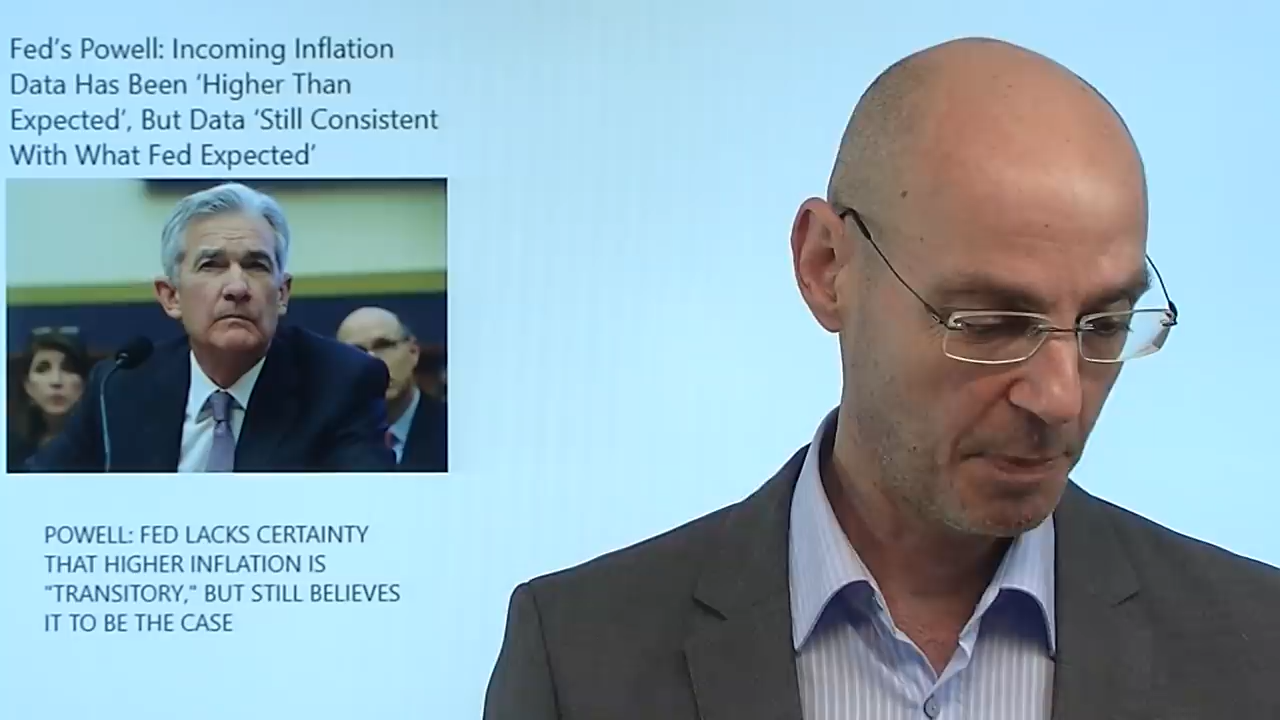 Fed's Powell: Incoming Inflation
Data Has Been ‘Higher Than
Expected’, But Data ‘Still Consistent
With What Fed Expected’
POWELL: FED LACKS CERTAINTY
THAT HIGHER INFLATION IS
"TRANSITORY," BUT STILL BELIEVES
IT TO BE THE CASE